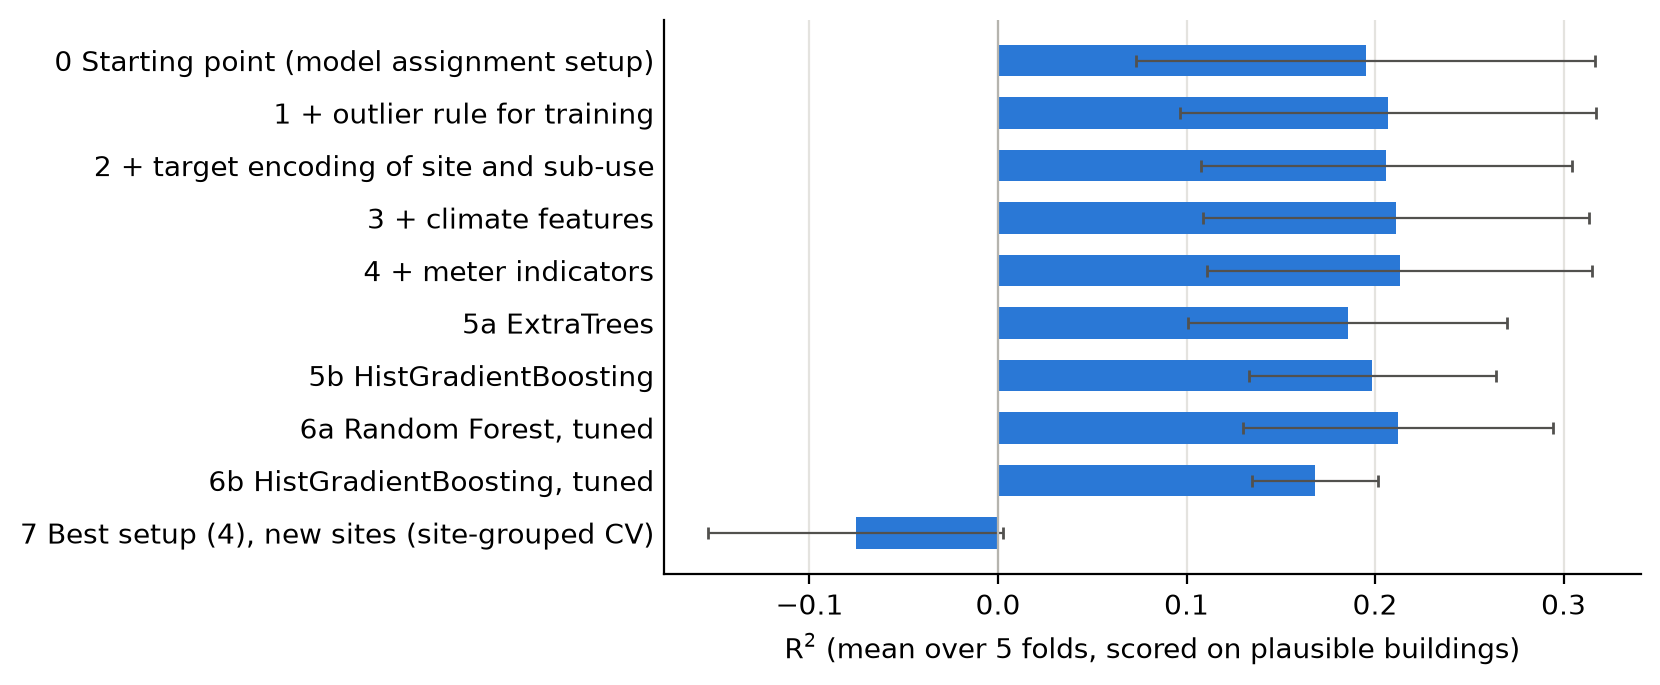 0 Starting point (model assignment setup)
1 + outlier rule for training
2 + target encoding of site and sub-use
3 + climate features
4 + meter indicators
5a ExtraTrees
5b HistGradientBoosting
6a Random Forest, tuned
6b HistGradientBoosting, tuned
7 Best setup (4), new sites (site-grouped CV)
−0.1 0.0 0.1 0.2 0.3
R² (mean over 5 folds, scored on plausible buildings)